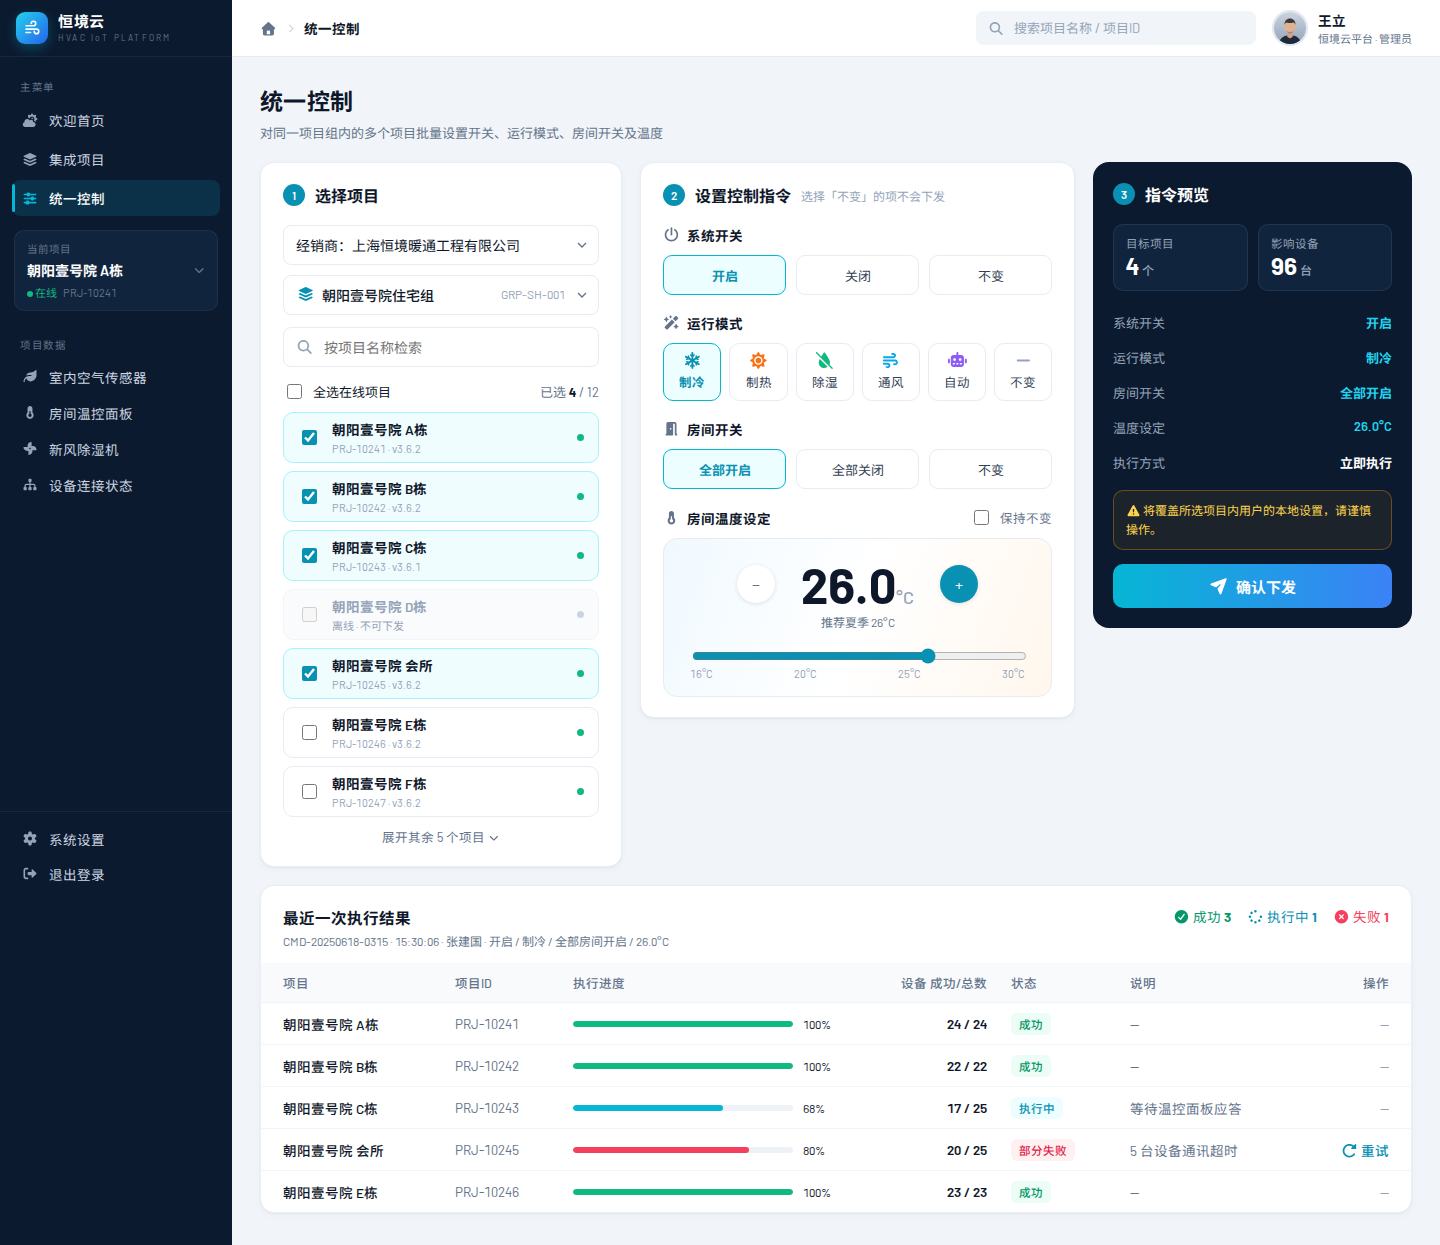 恒境云
HVAC IoT PLATFORM
主菜单
欢迎首页
集成项目
统一控制
当前项目
朝阳壹号院 A栋
在线 PRJ-10241
项目数据
室内空气传感器
房间温控面板
新风除湿机
设备连接状态
系统设置
退出登录
统一控制
搜索项目名称 / 项目ID
王立
恒境云平台 · 管理员
统一控制
对同一项目组内的多个项目批量设置开关、运行模式、房间开关及温度
1 选择项目
经销商：上海恒境暖通工程有限公司
朝阳壹号院住宅组 GRP-SH-001
按项目名称检索
全选在线项目 已选 4 / 12
朝阳壹号院 A栋
PRJ-10241 · v3.6.2
朝阳壹号院 B栋
PRJ-10242 · v3.6.2
朝阳壹号院 C栋
PRJ-10243 · v3.6.1
朝阳壹号院 D栋
离线 · 不可下发
朝阳壹号院 会所
PRJ-10245 · v3.6.2
朝阳壹号院 E栋
PRJ-10246 · v3.6.2
朝阳壹号院 F栋
PRJ-10247 · v3.6.2
展开其余 5 个项目
2 设置控制指令 选择「不变」的项不会下发
系统开关
开启 关闭 不变
运行模式
制冷 制热 除湿 通风 自动 不变
房间开关
全部开启 全部关闭 不变
房间温度设定 保持不变
− 26.0°C +
推荐夏季 26°C
16°C 20°C 25°C 30°C
3 指令预览
目标项目 影响设备
4 个 96 台
系统开关 开启
运行模式 制冷
房间开关 全部开启
温度设定 26.0°C
执行方式 立即执行
将覆盖所选项目内用户的本地设置，请谨慎
操作。
确认下发
最近一次执行结果 成功 3 执行中 1 失败 1
CMD-20250618-0315 · 15:30:06 · 张建国 · 开启 / 制冷 / 全部房间开启 / 26.0°C
项目 项目ID 执行进度 设备 成功/总数 状态 说明 操作
朝阳壹号院 A栋 PRJ-10241 100% 24 / 24 成功 — —
朝阳壹号院 B栋 PRJ-10242 100% 22 / 22 成功 — —
朝阳壹号院 C栋 PRJ-10243 68% 17 / 25 执行中 等待温控面板应答 —
朝阳壹号院 会所 PRJ-10245 80% 20 / 25 部分失败 5 台设备通讯超时 重试
朝阳壹号院 E栋 PRJ-10246 100% 23 / 23 成功 — —